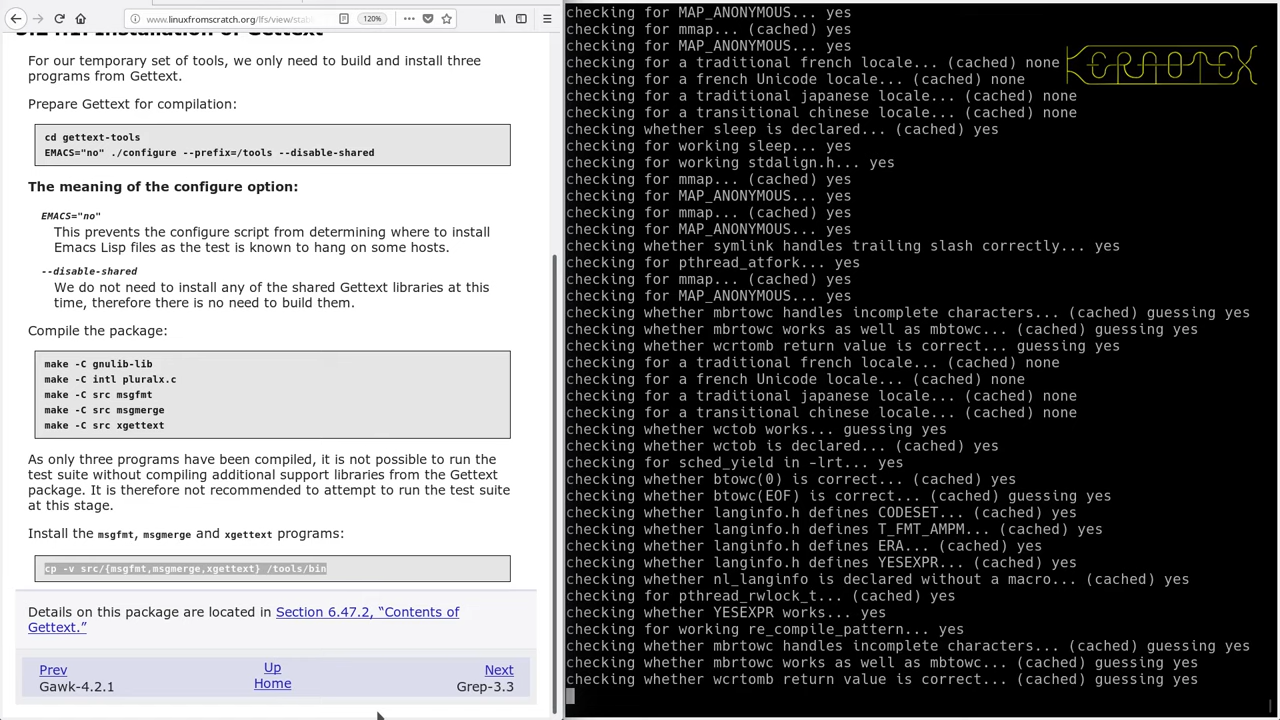 www.linuxfromscratch.org/lfs/view/stab
120%
For our temporary set of tools, we only need to build and install three
programs from Gettext.
Prepare Gettext for compilation:
cd gettext-tools
EMACS="no" ./configure --prefix=/tools --disable-shared
The meaning of the configure option:
EMACS="no"
This prevents the configure script from determining where to install
Emacs Lisp files as the test is known to hang on some hosts.
--disable-shared
We do not need to install any of the shared Gettext libraries at this
time, therefore there is no need to build them.
Compile the package:
make -C gnulib-lib
make -C intl pluralx.c
make -C src msgfmt
make -C src msgmerge
make -C src xgettext
As only three programs have been compiled, it is not possible to run the
test suite without compiling additional support libraries from the Gettext
package. It is therefore not recommended to attempt to run the test suite
at this stage.
Install the msgfmt, msgmerge and xgettext programs:
cp -v src/{msgfmt,msgmerge,xgettext} /tools/bin
Details on this package are located in Section 6.47.2, “Contents of
Gettext.”
Prev
Up
Next
Gawk-4.2.1
Home
Grep-3.3
checking for MAP_ANONYMOUS... yes
checking for mmap... (cached) yes
checking for MAP_ANONYMOUS... yes
checking for a traditional french locale... (cached) none
checking for a french Unicode locale... (cached) none
checking for a traditional japanese locale... (cached) none
checking for a transitional chinese locale... (cached) none
checking whether sleep is declared... (cached) yes
checking for working sleep... yes
checking for working stdalign.h... yes
checking for mmap... (cached) yes
checking for MAP_ANONYMOUS... yes
checking for mmap... (cached) yes
checking for MAP_ANONYMOUS... yes
checking whether symlink handles trailing slash correctly... yes
checking for pthread_atfork... yes
checking for mmap... (cached) yes
checking for MAP_ANONYMOUS... yes
checking whether mbrtowc handles incomplete characters... (cached) guessing yes
checking whether mbrtowc works as well as mbtowc... (cached) guessing yes
checking whether wcrtomb return value is correct... guessing yes
checking for a traditional french locale... (cached) none
checking for a french Unicode locale... (cached) none
checking for a traditional japanese locale... (cached) none
checking for a transitional chinese locale... (cached) none
checking whether wctob works... guessing yes
checking whether wctob is declared... (cached) yes
checking for sched_yield in -lrt... yes
checking whether btowc(0) is correct... (cached) yes
checking whether btowc(EOF) is correct... (cached) guessing yes
checking whether langinfo.h defines CODESET... (cached) yes
checking whether langinfo.h defines T_FMT_AMPM... (cached) yes
checking whether langinfo.h defines ERA... (cached) yes
checking whether langinfo.h defines YESEXPR... (cached) yes
checking whether nl_langinfo is declared without a macro... (cached) yes
checking for pthread_rwlock_t... (cached) yes
checking whether YESEXPR works... yes
checking for working re_compile_pattern... yes
checking whether mbrtowc handles incomplete characters... (cached) guessing yes
checking whether mbrtowc works as well as mbtowc... (cached) guessing yes
checking whether wcrtomb return value is correct... (cached) guessing yes